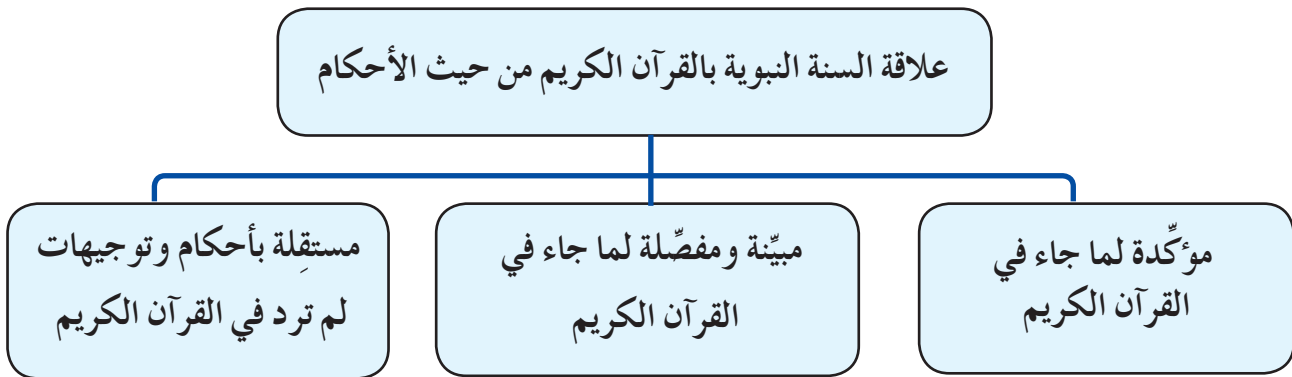 علاقة السنة النبوية بالقرآن الكريم من حيث الأحكام
مؤكِّدة لما جاء في
القرآن الكريم
مبيِّنة ومفصِّلة لما جاء في
القرآن الكريم
مستقِلة بأحكام وتوجيهات
لم ترد في القرآن الكريم